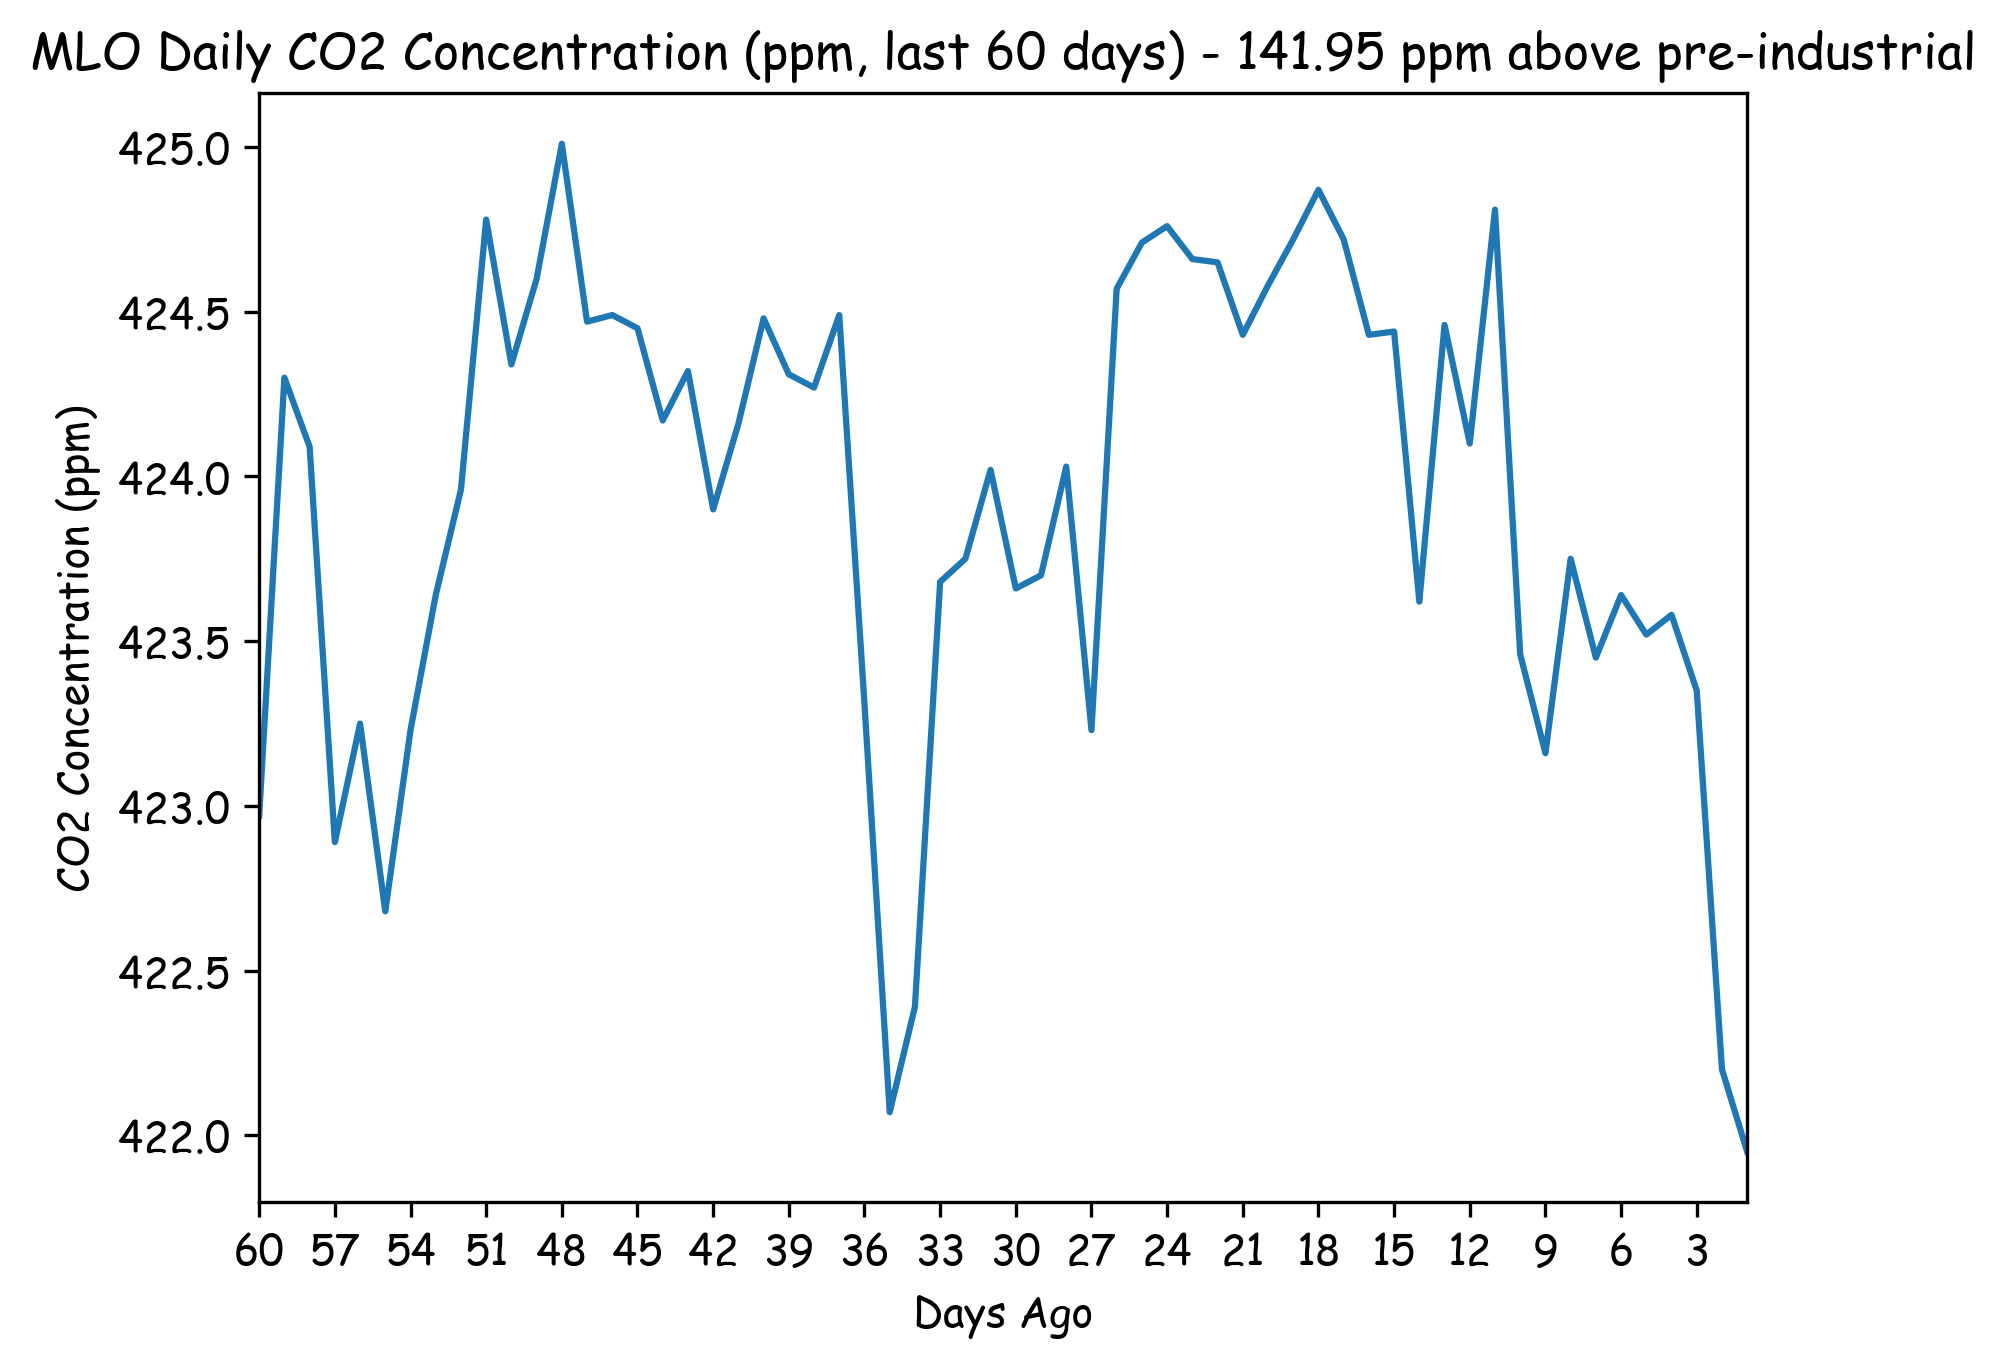 MLO Daily CO2 Concentration (ppm, last 60 days) - 141.95 ppm above pre-industrial
425.0
424.5
424.0
423.5
423.0
422.5
422.0
CO2 Concentration (ppm)
60 57 54 51 48 45 42 39 36 33 30 27 24 21 18 15 12 9 6 3
Days Ago